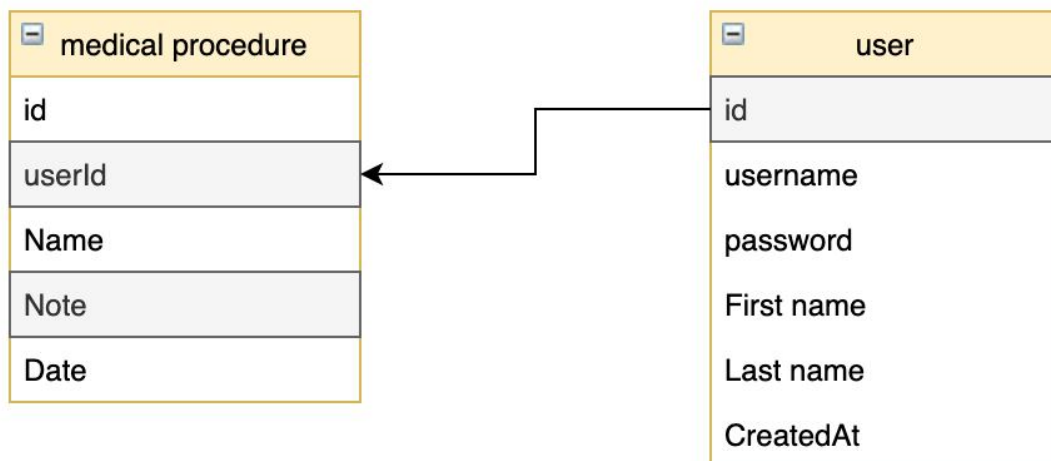 medical procedure
id
userId
Name
Note
Date
user
id
username
password
First name
Last name
CreatedAt